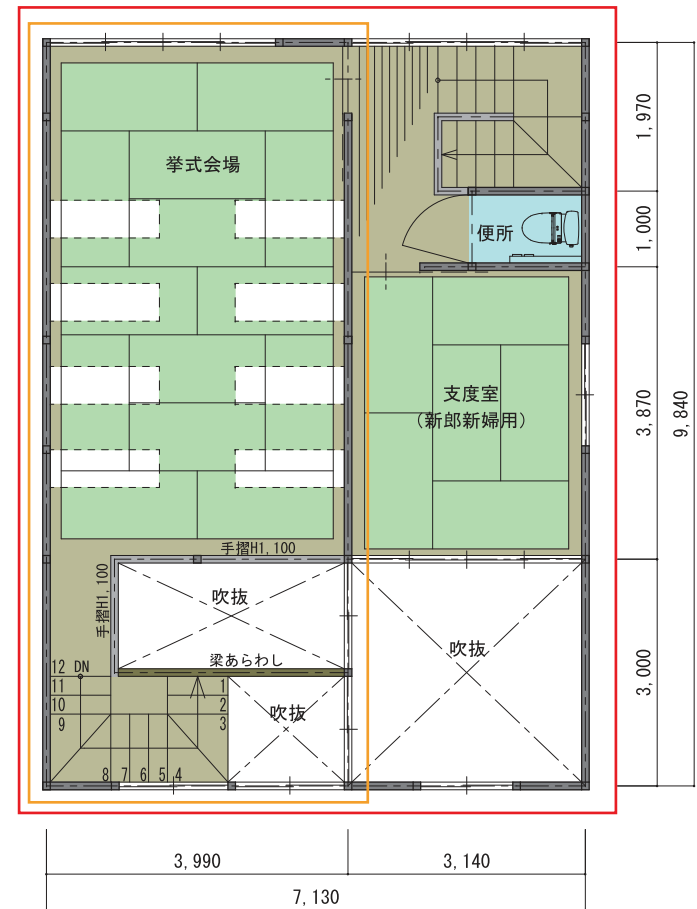 挙式会場
便所
支度室
(新郎新婦用)
手摺H1,100
手摺H1,100
吹抜
梁あらわし
吹抜
吹抜
12 DN
11
10
9
8 7 6 5 4
1
2
3
1,970
1,000
3,870
3,000
9,840
3,990
3,140
7,130